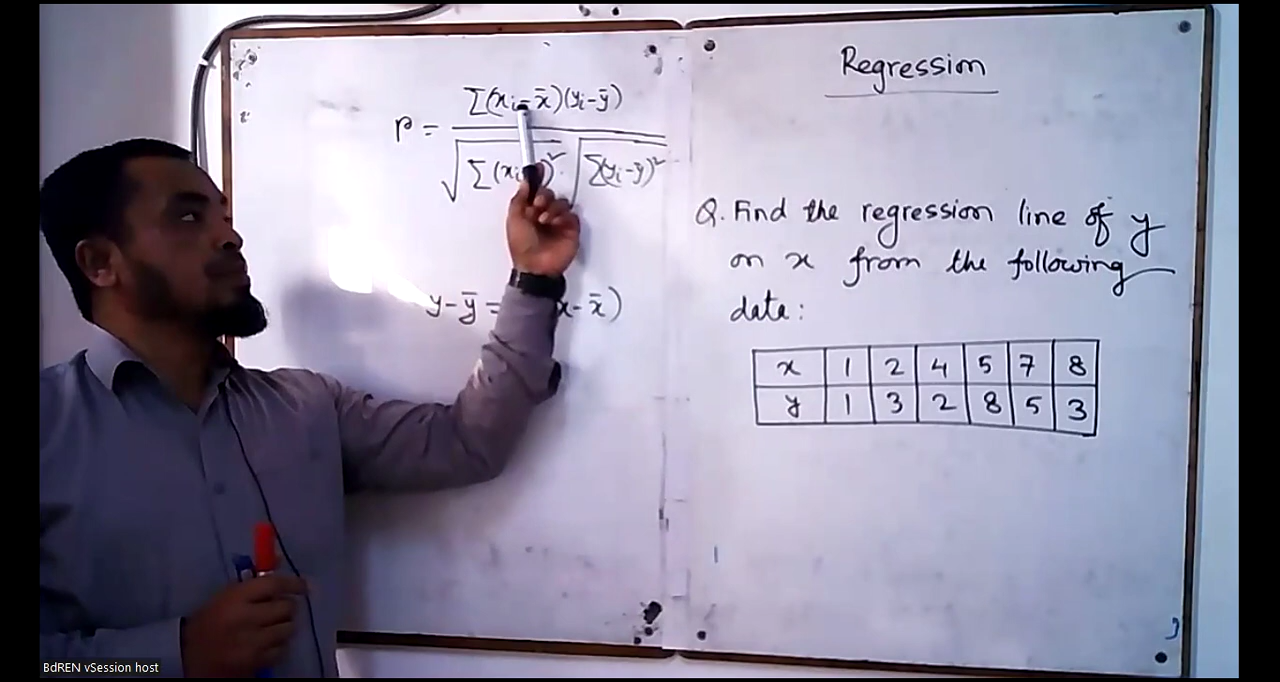 Σ(xᵢ-x̄)(yᵢ-ȳ)
r =
√Σ(xᵢ )² · √Σ(yᵢ-ȳ)²
y-ȳ = x-x̄)
Regression
Q. Find the regression line of y
on x from the following
data:
x 1 2 4 5 7 8
y 1 3 2 8 5 3
BdREN vSession host